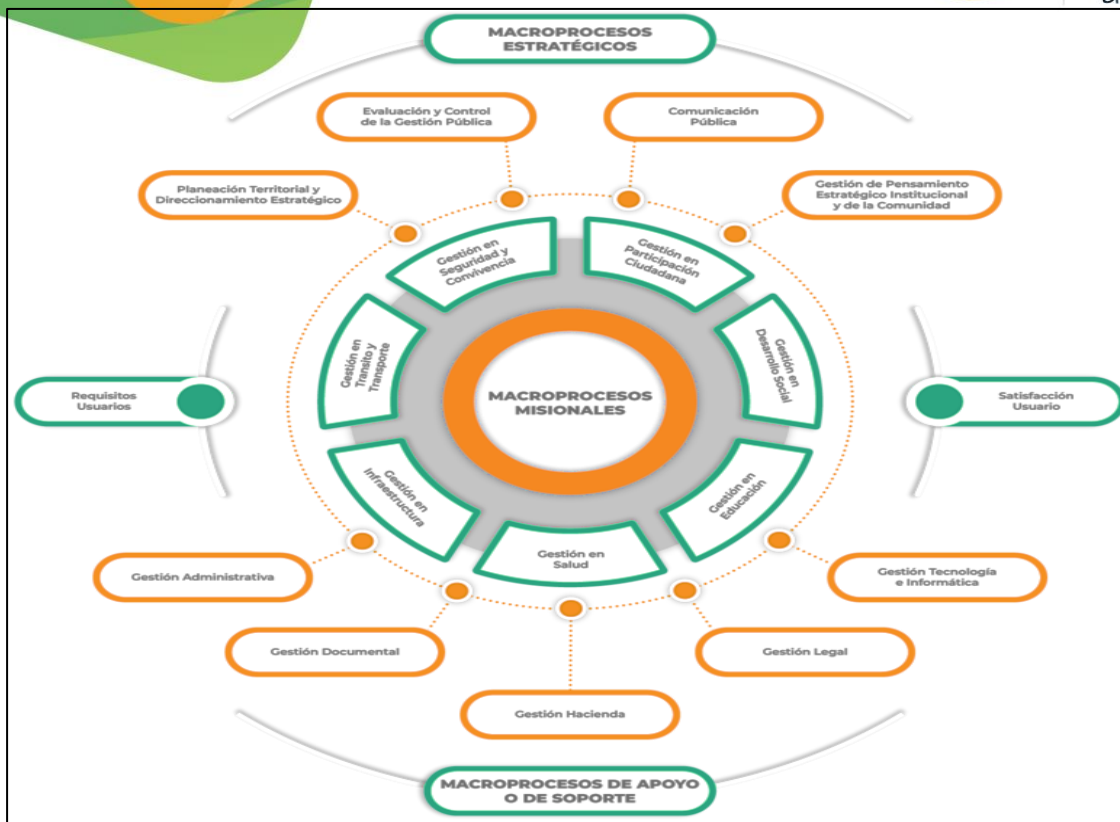 MACROPROCESOS
ESTRATÉGICOS
Evaluación y Control
de la Gestión Pública
Comunicación
Pública
Planeación Territorial y
Direccionamiento Estratégico
Gestión de Pensamiento
Estratégico Institucional
y de la Comunidad
Gestión en
Seguridad y
Convivencia
Gestión en
Participación
Ciudadana
Gestión en
Transito y
Transporte
Gestión en
Desarrollo Social
Requisitos
Usuarios
MACROPROCESOS
MISIONALES
Satisfacción
Usuario
Gestión en
Infraestructura
Gestión en
Educación
Gestión en
Salud
Gestión Administrativa
Gestión Tecnología
e Informática
Gestión Documental
Gestión Legal
Gestión Hacienda
MACROPROCESOS DE APOYO
O DE SOPORTE